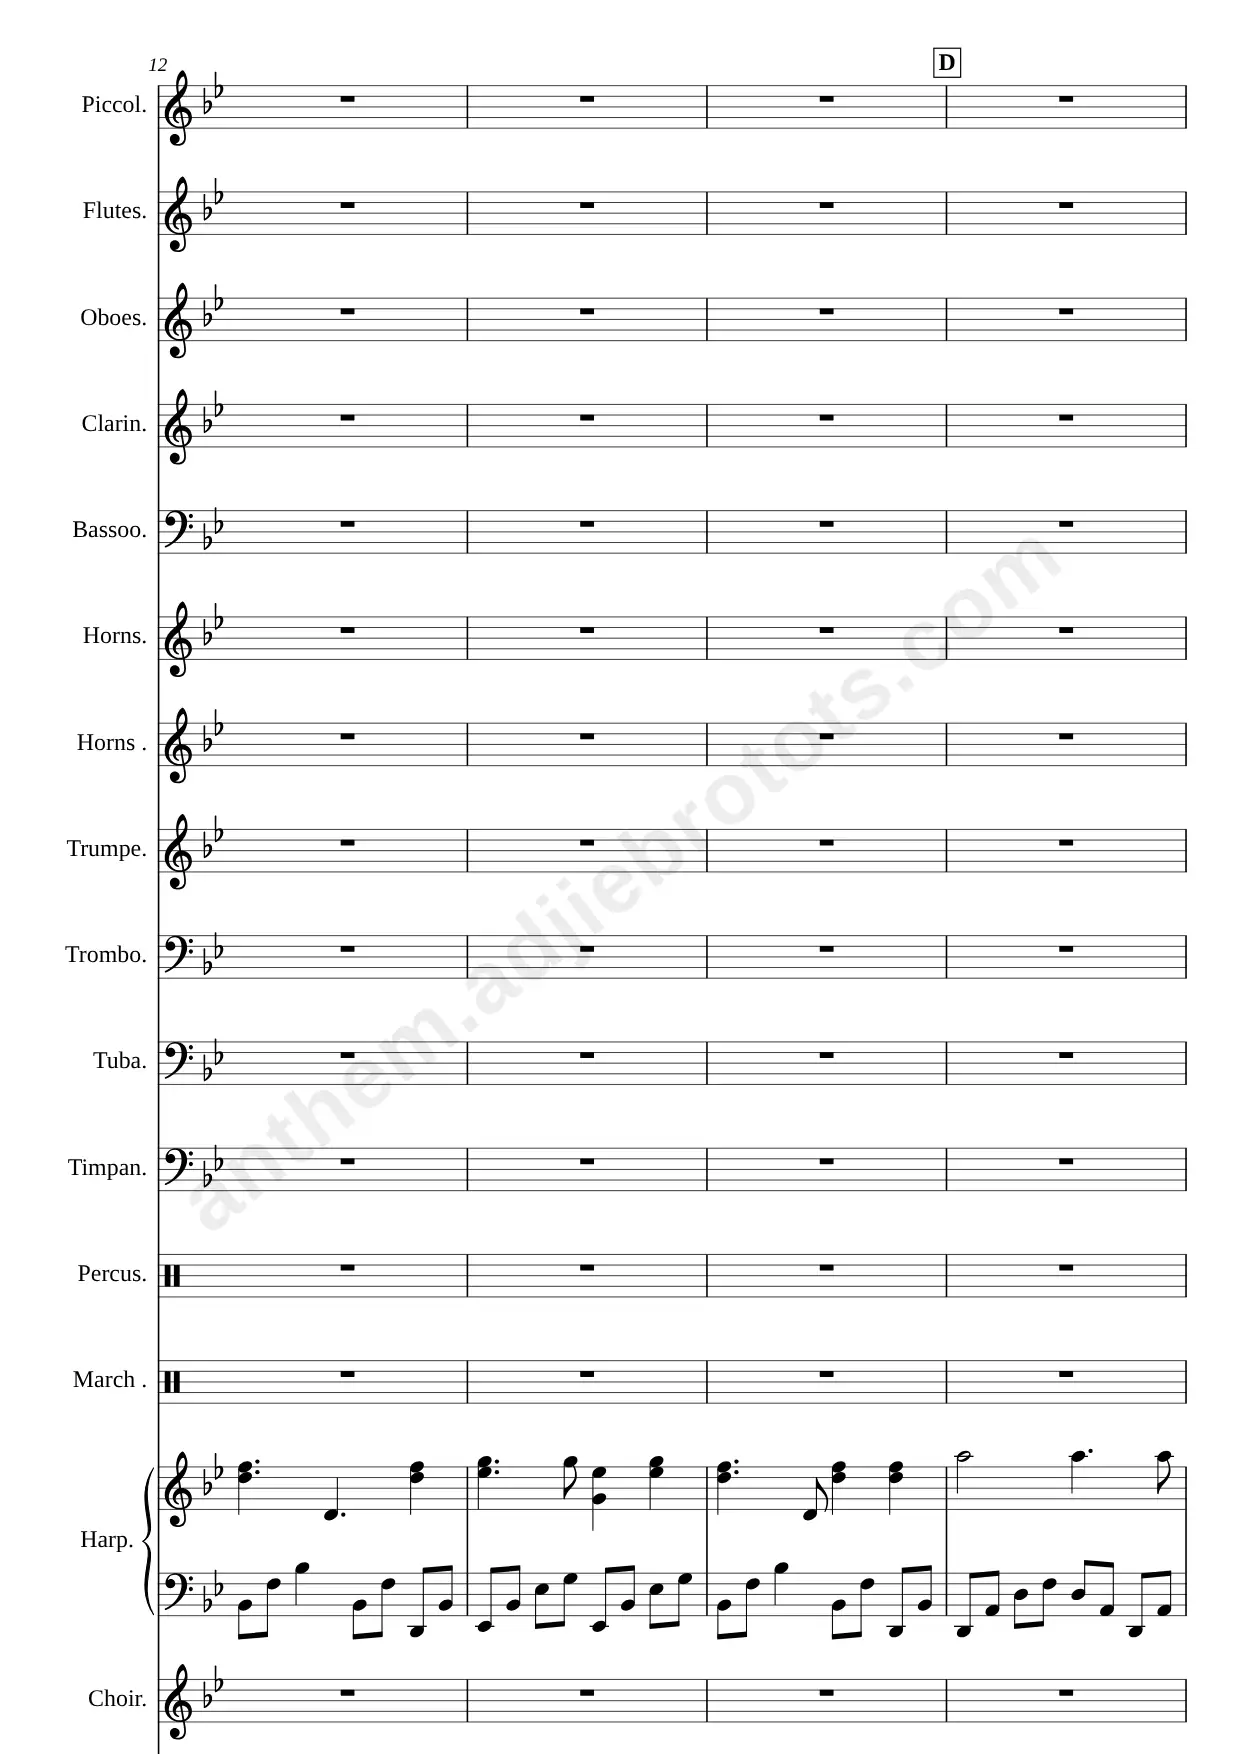 12
D
Piccol.
Flutes.
Oboes.
Clarin.
Bassoo.
Horns.
Horns .
Trumpe.
Trombo.
Tuba.
Timpan.
Percus.
March .
Harp.
Choir.
anthem.adjiebrotots.com